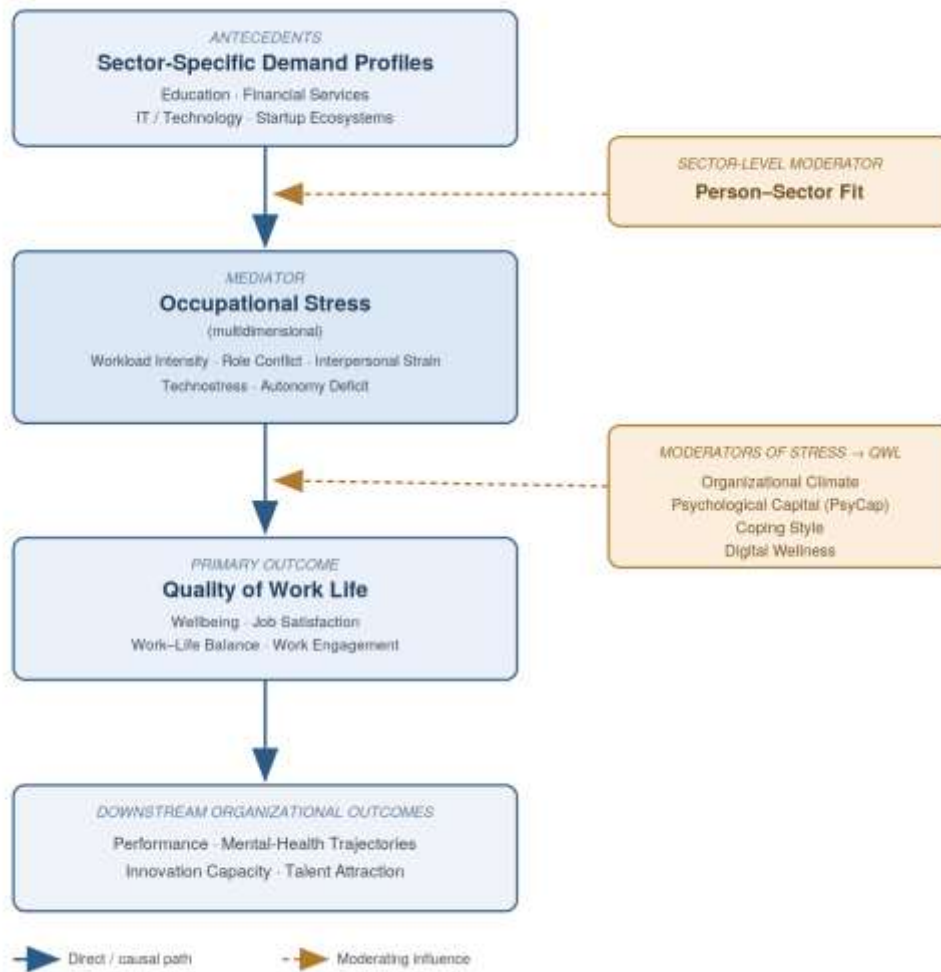 ANTECEDENTS
Sector-Specific Demand Profiles
Education · Financial Services
IT / Technology · Startup Ecosystems
SECTOR-LEVEL MODERATOR
Person–Sector Fit
MEDIATOR
Occupational Stress
(multidimensional)
Workload Intensity · Role Conflict · Interpersonal Strain
Technostress · Autonomy Deficit
MODERATORS OF STRESS → QWL
Organizational Climate
Psychological Capital (PsyCap)
Coping Style
Digital Wellness
PRIMARY OUTCOME
Quality of Work Life
Wellbeing · Job Satisfaction
Work–Life Balance · Work Engagement
DOWNSTREAM ORGANIZATIONAL OUTCOMES
Performance · Mental-Health Trajectories
Innovation Capacity · Talent Attraction
Direct / causal path
Moderating influence